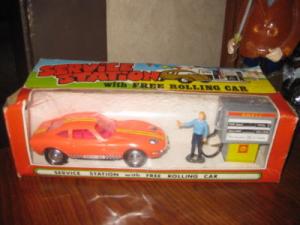 SERVICE
STATION
with FREE ROLLING CAR
SHELL
SERVICE STATION with FREE ROLLING CAR